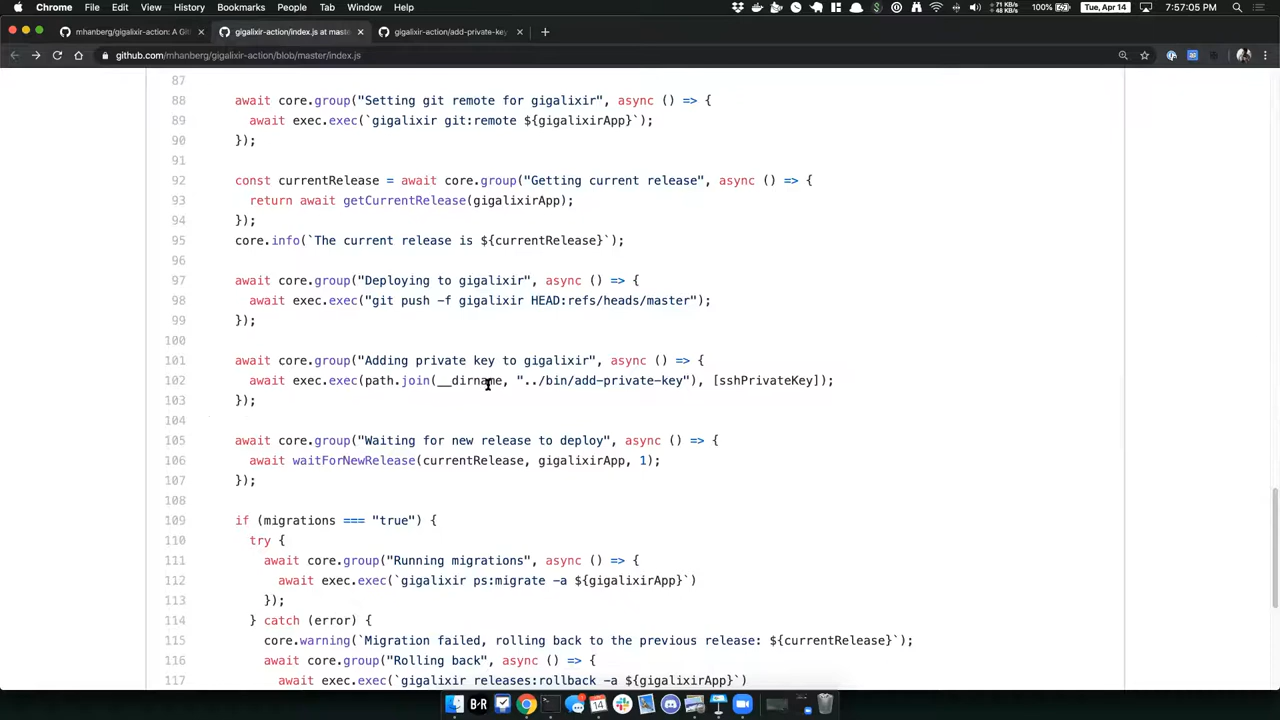 Chrome File Edit View History Bookmarks People Tab Window Help 71 KB/s 48 KB/s 100% Tue, Apr 14 7:57:05 PM
mhanberg/gigalixir-action: A Git gigalixir-action/index.js at maste gigalixir-action/add-private-key
github.com/mhanberg/gigalixir-action/blob/master/index.js
87
88 await core.group("Setting git remote for gigalixir", async () => {
89 await exec.exec(`gigalixir git:remote ${gigalixirApp}`);
90 });
91
92 const currentRelease = await core.group("Getting current release", async () => {
93 return await getCurrentRelease(gigalixirApp);
94 });
95 core.info(`The current release is ${currentRelease}`);
96
97 await core.group("Deploying to gigalixir", async () => {
98 await exec.exec("git push -f gigalixir HEAD:refs/heads/master");
99 });
100
101 await core.group("Adding private key to gigalixir", async () => {
102 await exec.exec(path.join(__dirname, "../bin/add-private-key"), [sshPrivateKey]);
103 });
104
105 await core.group("Waiting for new release to deploy", async () => {
106 await waitForNewRelease(currentRelease, gigalixirApp, 1);
107 });
108
109 if (migrations === "true") {
110 try {
111 await core.group("Running migrations", async () => {
112 await exec.exec(`gigalixir ps:migrate -a ${gigalixirApp}`)
113 });
114 } catch (error) {
115 core.warning(`Migration failed, rolling back to the previous release: ${currentRelease}`);
116 await core.group("Rolling back", async () => {
117 await exec.exec(`gigalixir releases:rollback -a ${gigalixirApp}`)
B·R 14